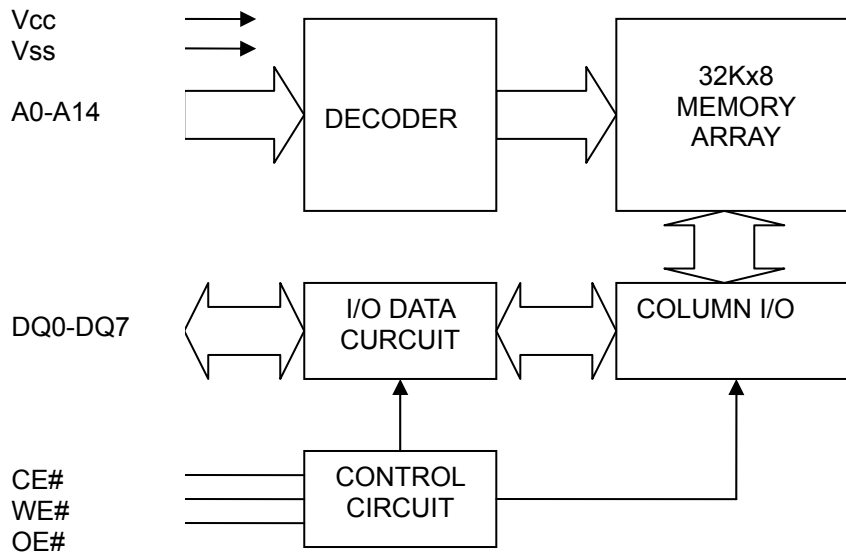 Vcc
Vss
A0-A14
DECODER
32Kx8
MEMORY
ARRAY
DQ0-DQ7
I/O DATA
CURCUIT
COLUMN I/O
CE#
WE#
OE#
CONTROL
CIRCUIT